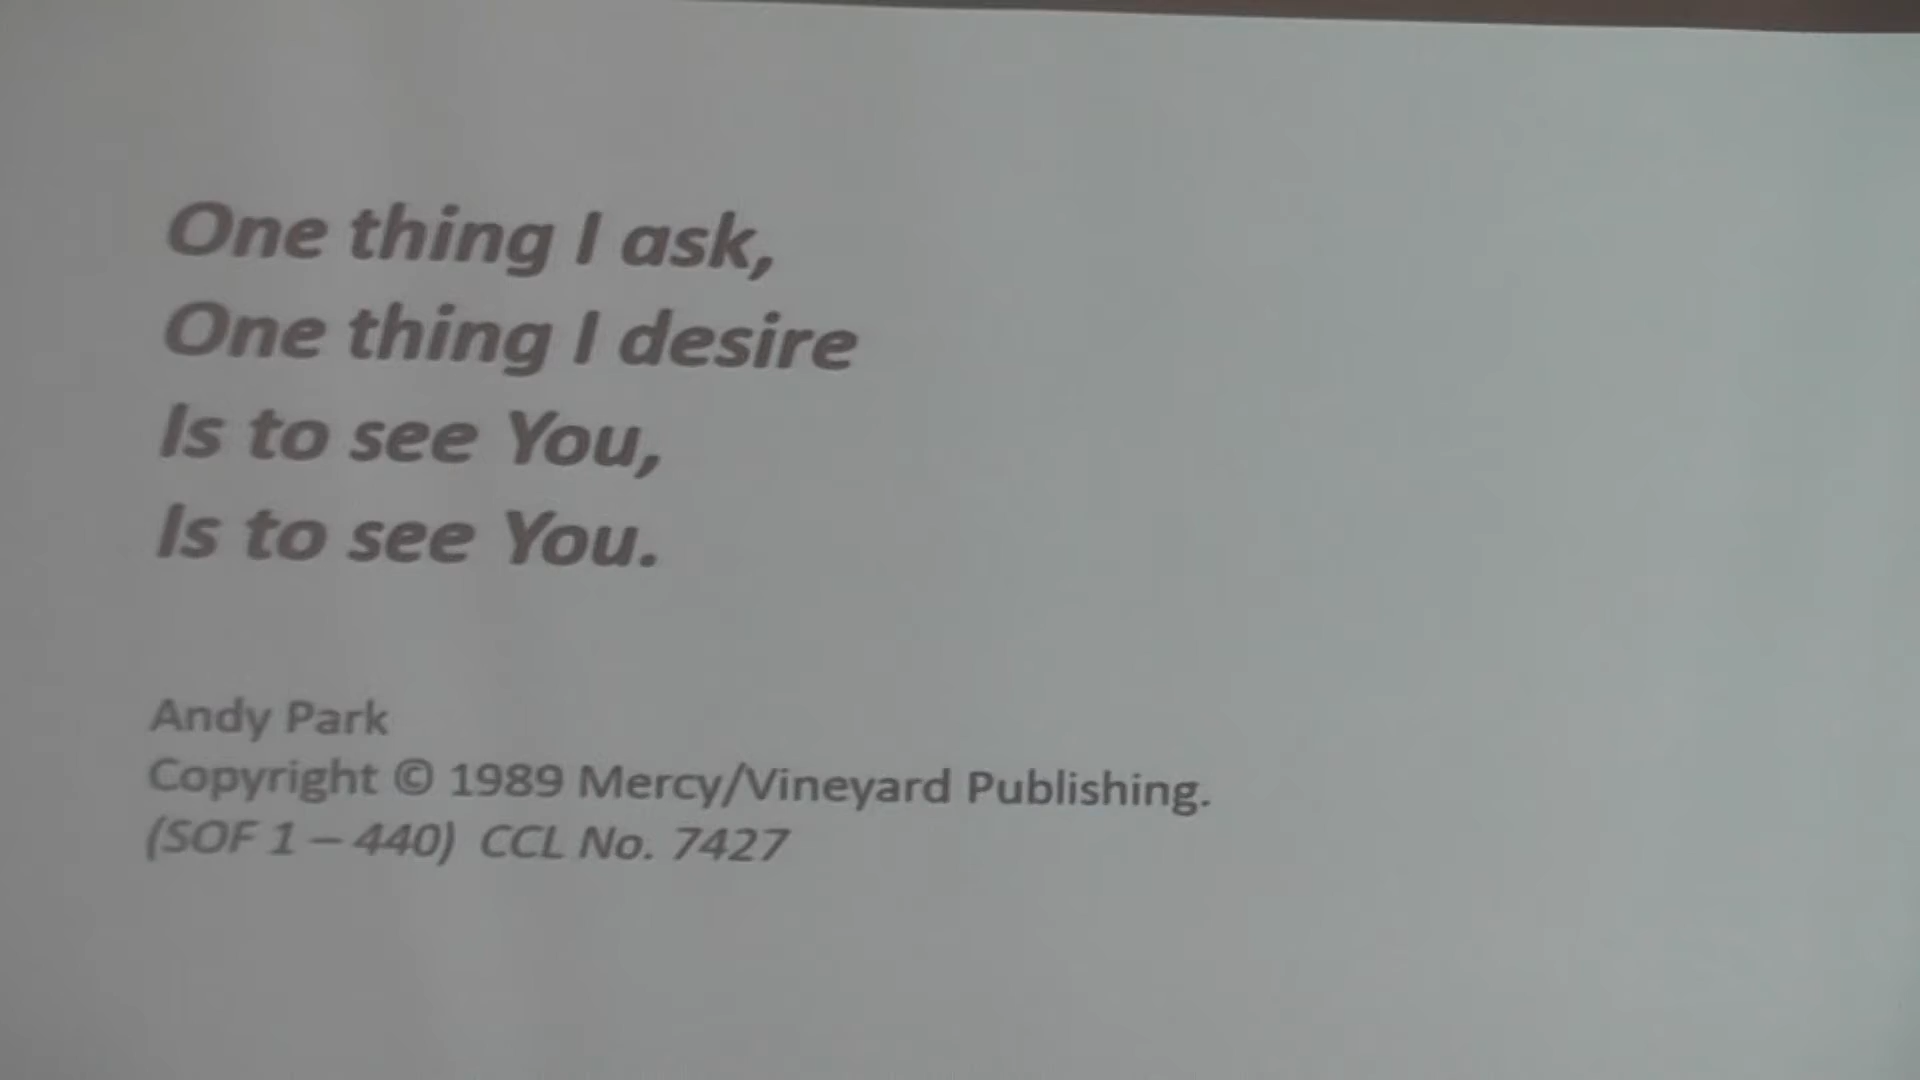 One thing I ask,
One thing I desire
Is to see You,
Is to see You.
Andy Park
Copyright © 1989 Mercy/Vineyard Publishing.
(SOF 1 – 440) CCL No. 7427